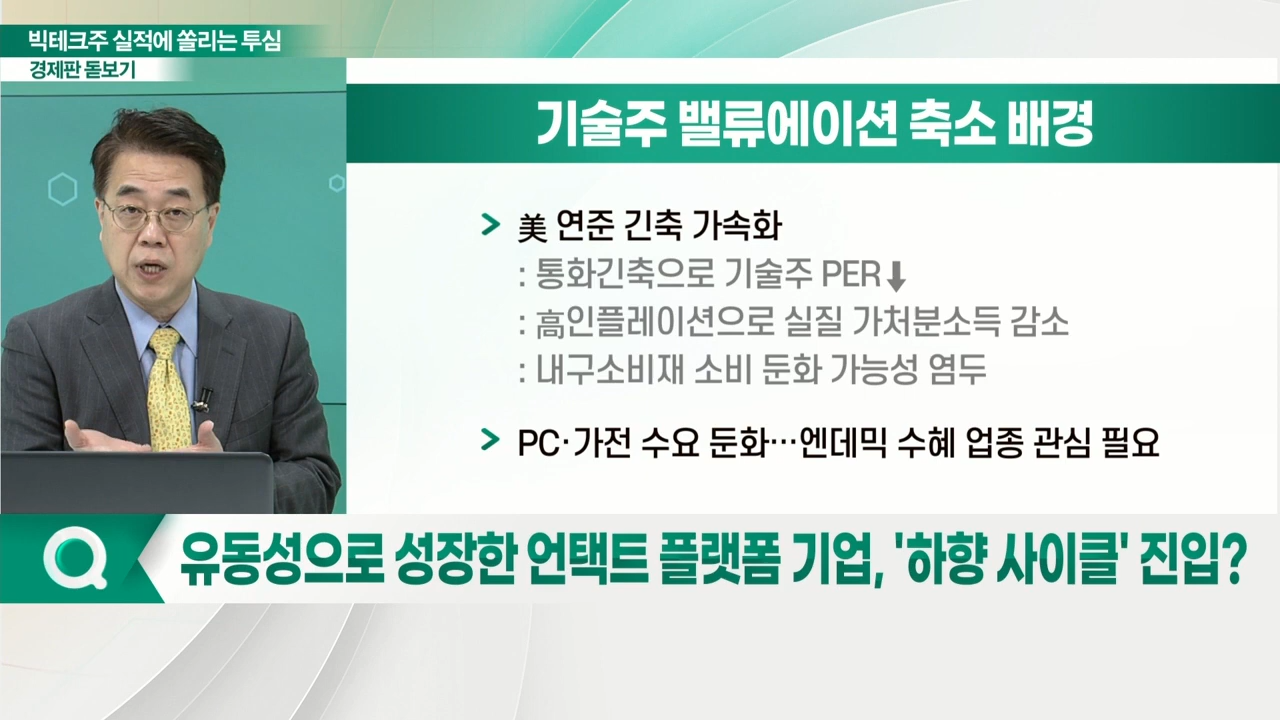 빅테크주 실적에 쏠리는 투심
경제판 돋보기
기술주 밸류에이션 축소 배경
> 美 연준 긴축 가속화
: 통화긴축으로 기술주 PER⬇
: 高인플레이션으로 실질 가처분소득 감소
: 내구소비재 소비 둔화 가능성 염두
> PC·가전 수요 둔화…엔데믹 수혜 업종 관심 필요
Q 유동성으로 성장한 언택트 플랫폼 기업, '하향 사이클' 진입?